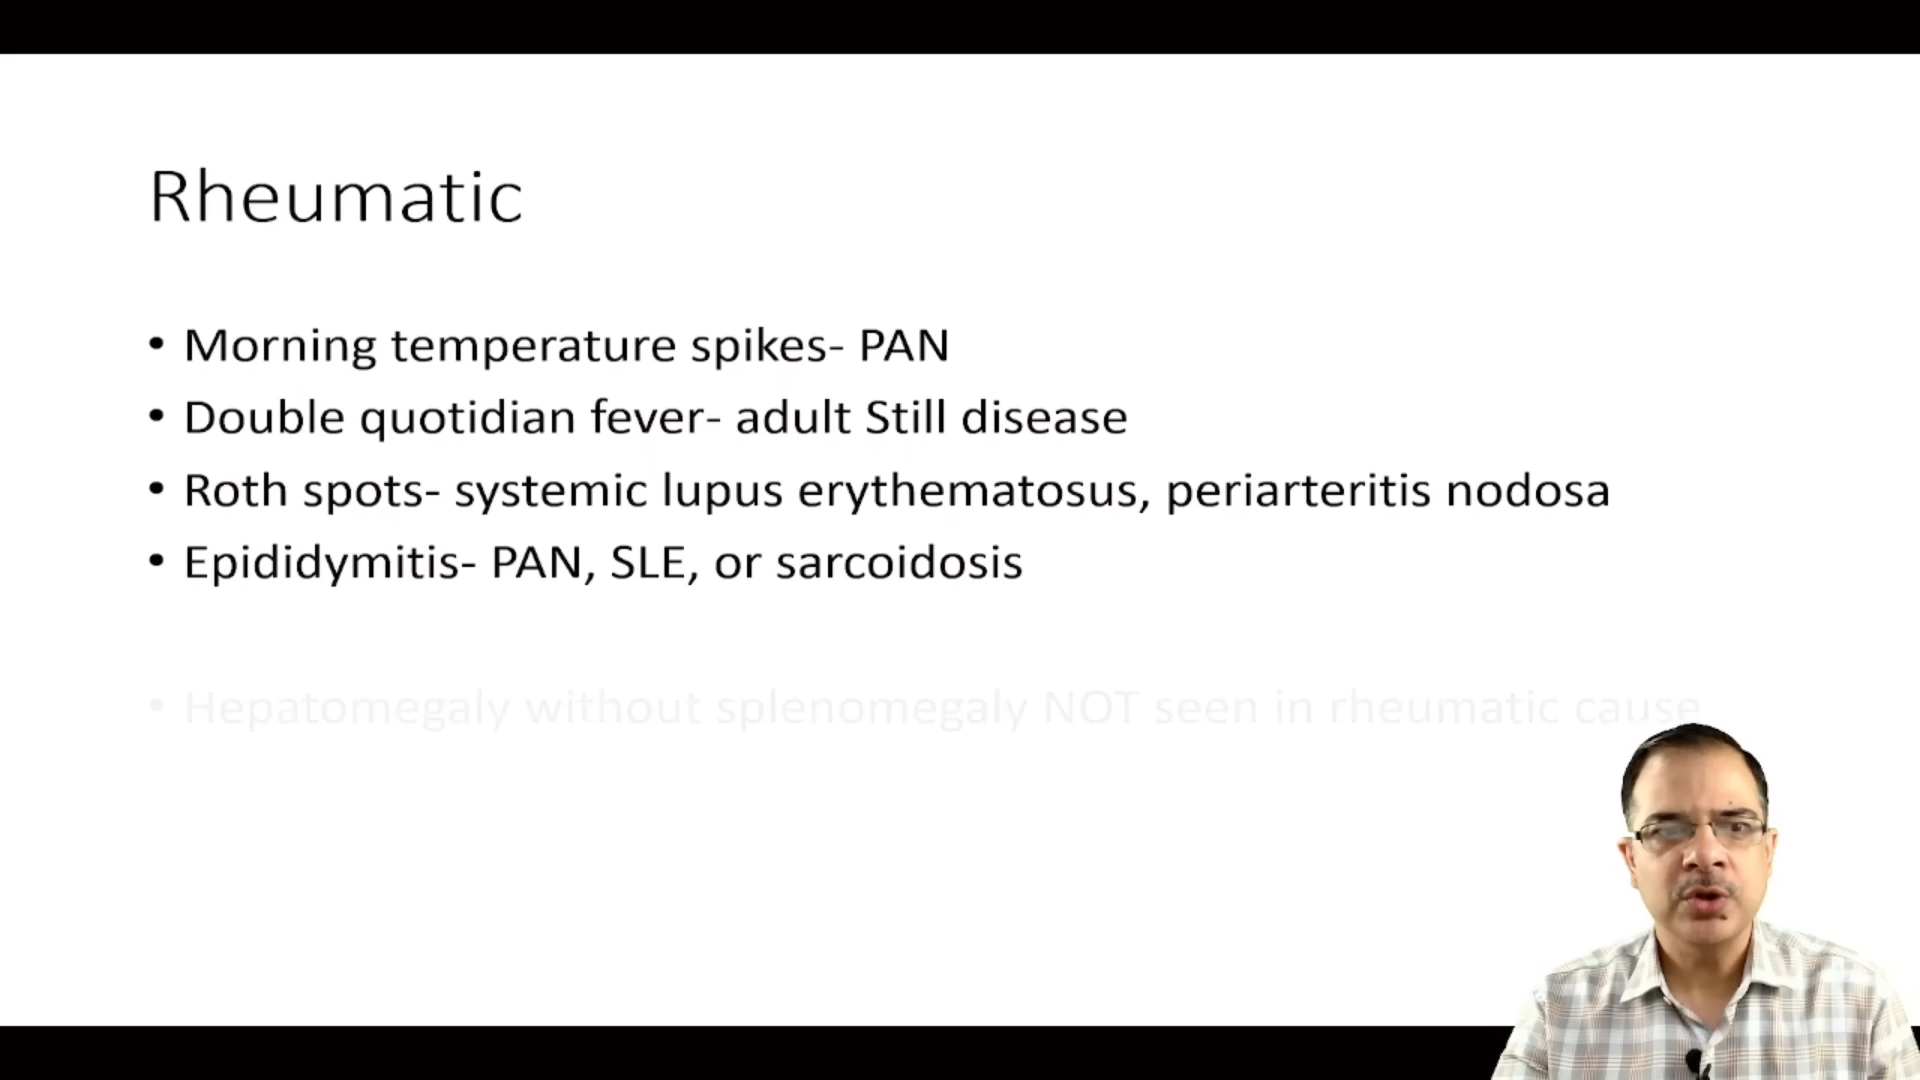 Rheumatic
• Morning temperature spikes- PAN
• Double quotidian fever- adult Still disease
• Roth spots- systemic lupus erythematosus, periarteritis nodosa
• Epididymitis- PAN, SLE, or sarcoidosis
• Hepatomegaly without splenomegaly NOT seen in rheumatic cause